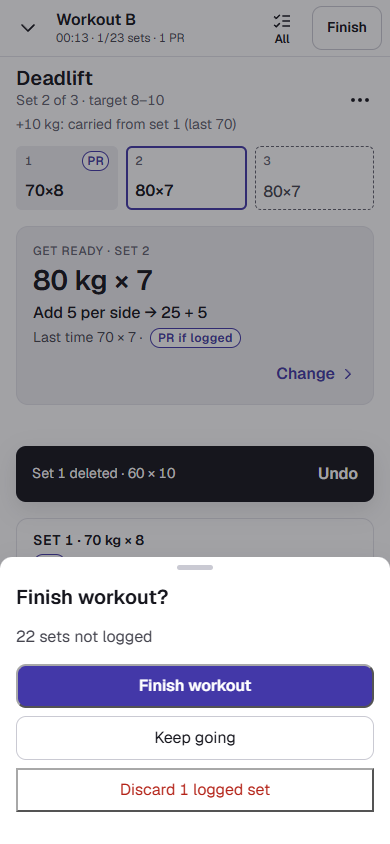 Workout B
00:13 · 1/23 sets · 1 PR
All
Finish
Deadlift
Set 2 of 3 · target 8–10
+10 kg: carried from set 1 (last 70)
1 PR
70×8
2
80×7
3
80×7
GET READY · SET 2
80 kg × 7
Add 5 per side → 25 + 5
Last time 70 × 7 · PR if logged
Change
Set 1 deleted · 60 × 10
Undo
SET 1 · 70 kg × 8
Finish workout?
22 sets not logged
Finish workout
Keep going
Discard 1 logged set